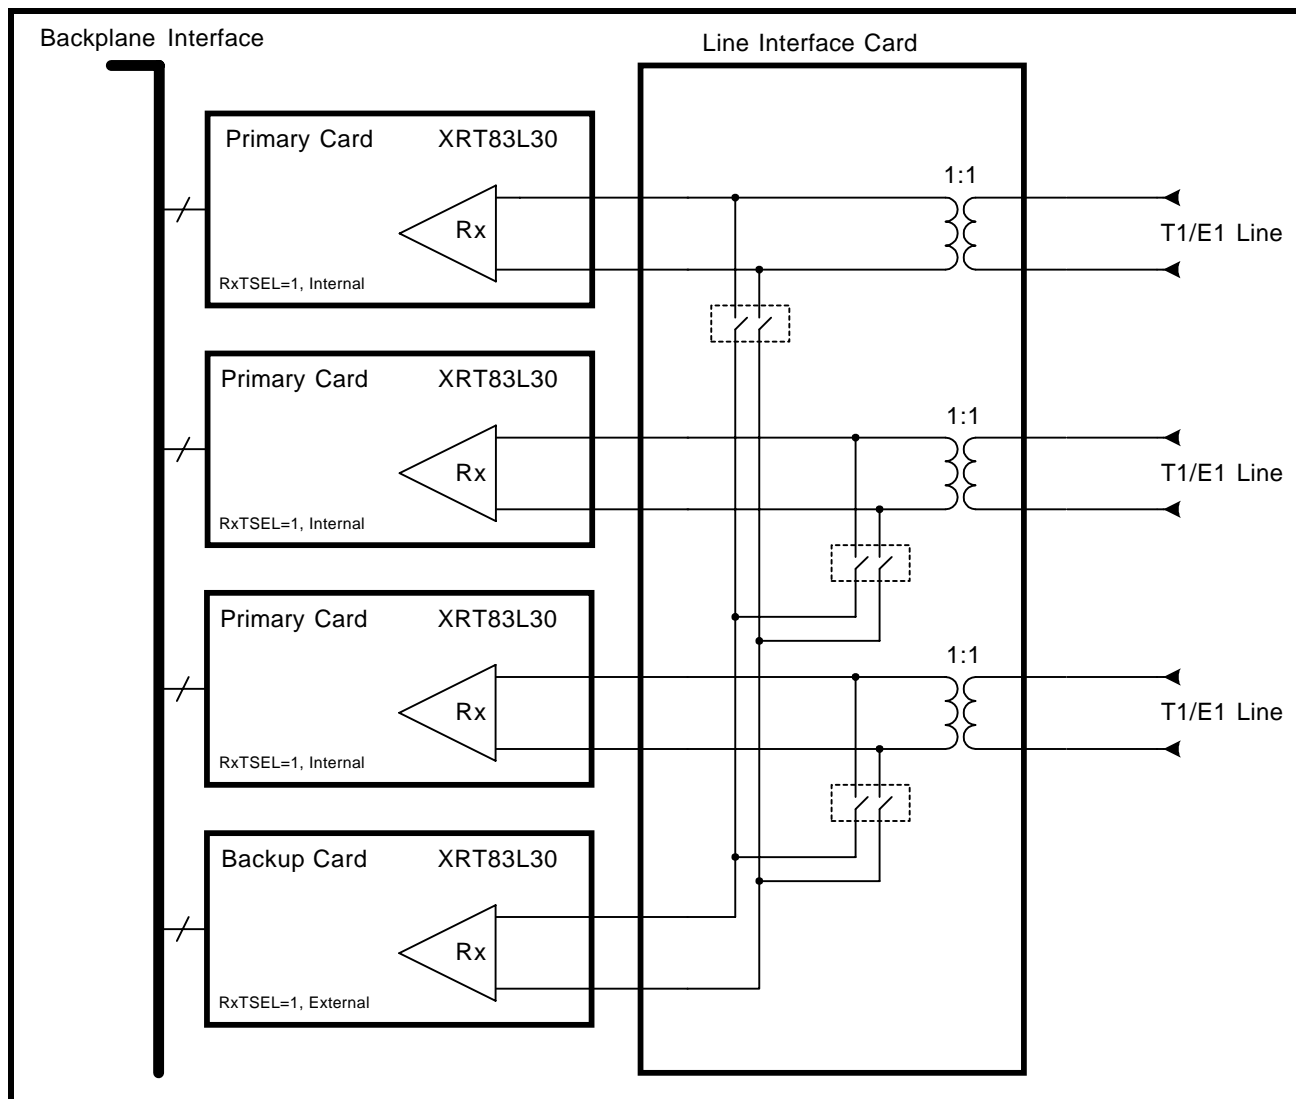 Backplane Interface
Line Interface Card
Primary Card XRT83L30
1:1
Rx
T1/E1 Line
RxTSEL=1, Internal
Primary Card XRT83L30
1:1
Rx
T1/E1 Line
RxTSEL=1, Internal
Primary Card XRT83L30
1:1
Rx
T1/E1 Line
RxTSEL=1, Internal
Backup Card XRT83L30
Rx
RxTSEL=1, External